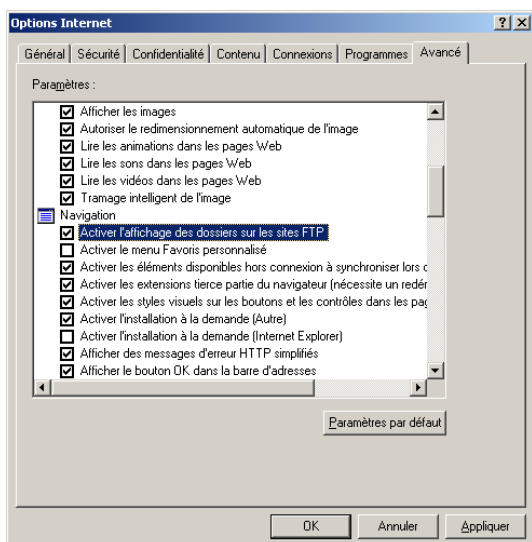 Options Internet
Général Sécurité Confidentialité Contenu Connexions Programmes Avancé
Paramètres :
Afficher les images
Autoriser le redimensionnement automatique de l'image
Lire les animations dans les pages Web
Lire les sons dans les pages Web
Lire les vidéos dans les pages Web
Tramage intelligent de l'image
Navigation
Activer l'affichage des dossiers sur les sites FTP
Activer le menu Favoris personnalisé
Activer les éléments disponibles hors connexion à synchroniser lors
Activer les extensions tierce partie du navigateur (nécessite un
Activer les styles visuels sur les boutons et les contrôles dans les
Activer l'installation à la demande (Autre)
Activer l'installation à la demande (Internet Explorer)
Afficher des messages d'erreur HTTP simplifiés
Afficher le bouton OK dans la barre d'adresses
Paramètres par défaut
OK Annuler Appliquer